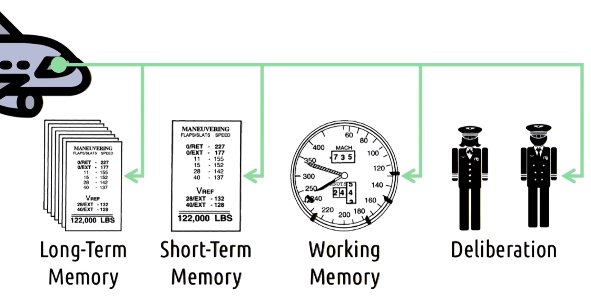 MANEUVERING
FLAPS/SLATS SPEED
0/RET - 227
0/EXT - 177
11 - 155
15 - 152
28 - 142
40 - 137
VREF
28/EXT - 132
40/EXT - 128
122,000 LBS
Long-Term
Memory
MANEUVERING
FLAPS/SLATS SPEED
0/RET - 227
0/EXT - 177
11 - 155
15 - 152
28 - 142
40 - 137
VREF
28/EXT - 132
40/EXT - 128
122,000 LBS
Short-Term
Memory
60
80
100
120
140
160
180
200
220
240
250
300
350
400
MACH
735
244
Working
Memory
Deliberation